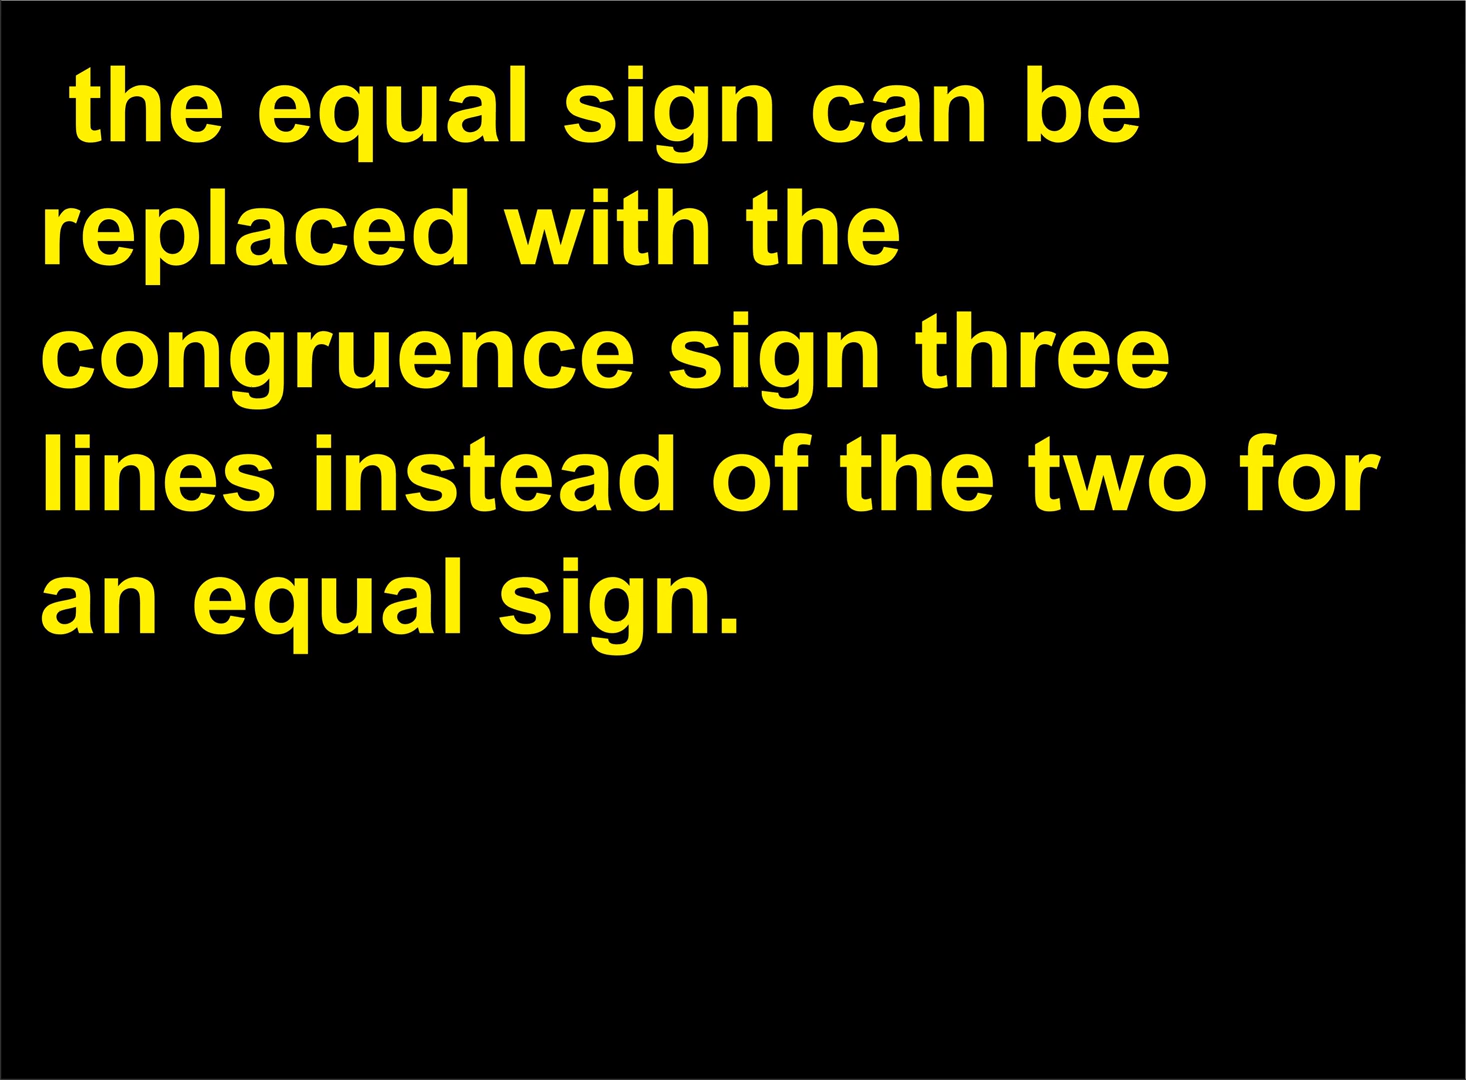 the equal sign can be
replaced with the
congruence sign three
lines instead of the two for
an equal sign.